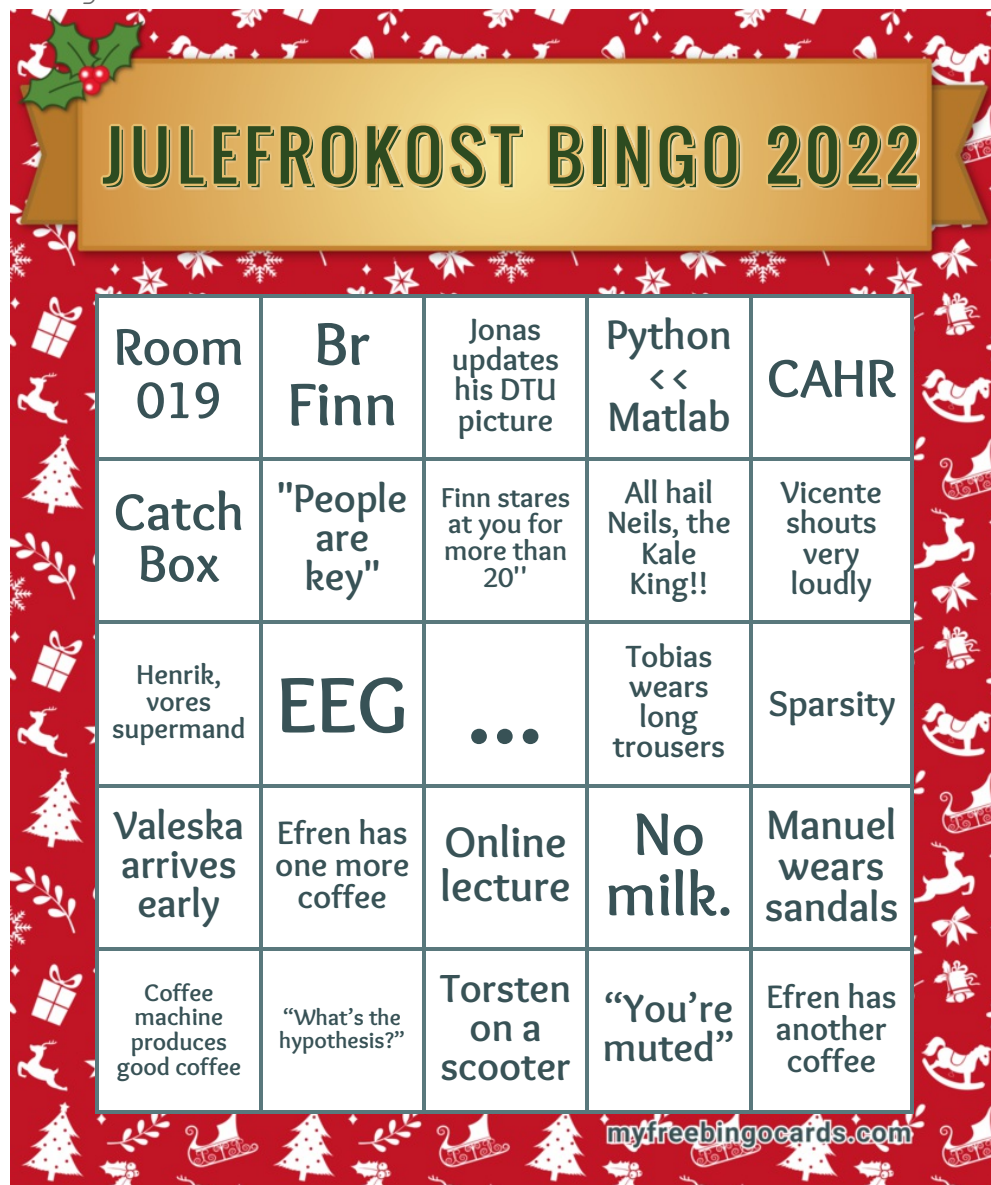 JULEFROKOST BINGO 2022
Room
019
Br
Finn
Jonas
updates
his DTU
picture
Python
<<
Matlab
CAHR
Catch
Box
"People
are
key"
Finn stares
at you for
more than
20''
All hail
Neils, the
Kale
King!!
Vicente
shouts
very
loudly
Henrik,
vores
supermand
EEG
...
Tobias
wears
long
trousers
Sparsity
Valeska
arrives
early
Efren has
one more
coffee
Online
lecture
No
milk.
Manuel
wears
sandals
Coffee
machine
produces
good coffee
“What’s the
hypothesis?”
Torsten
on a
scooter
“You’re
muted”
Efren has
another
coffee
myfreebingocards.com